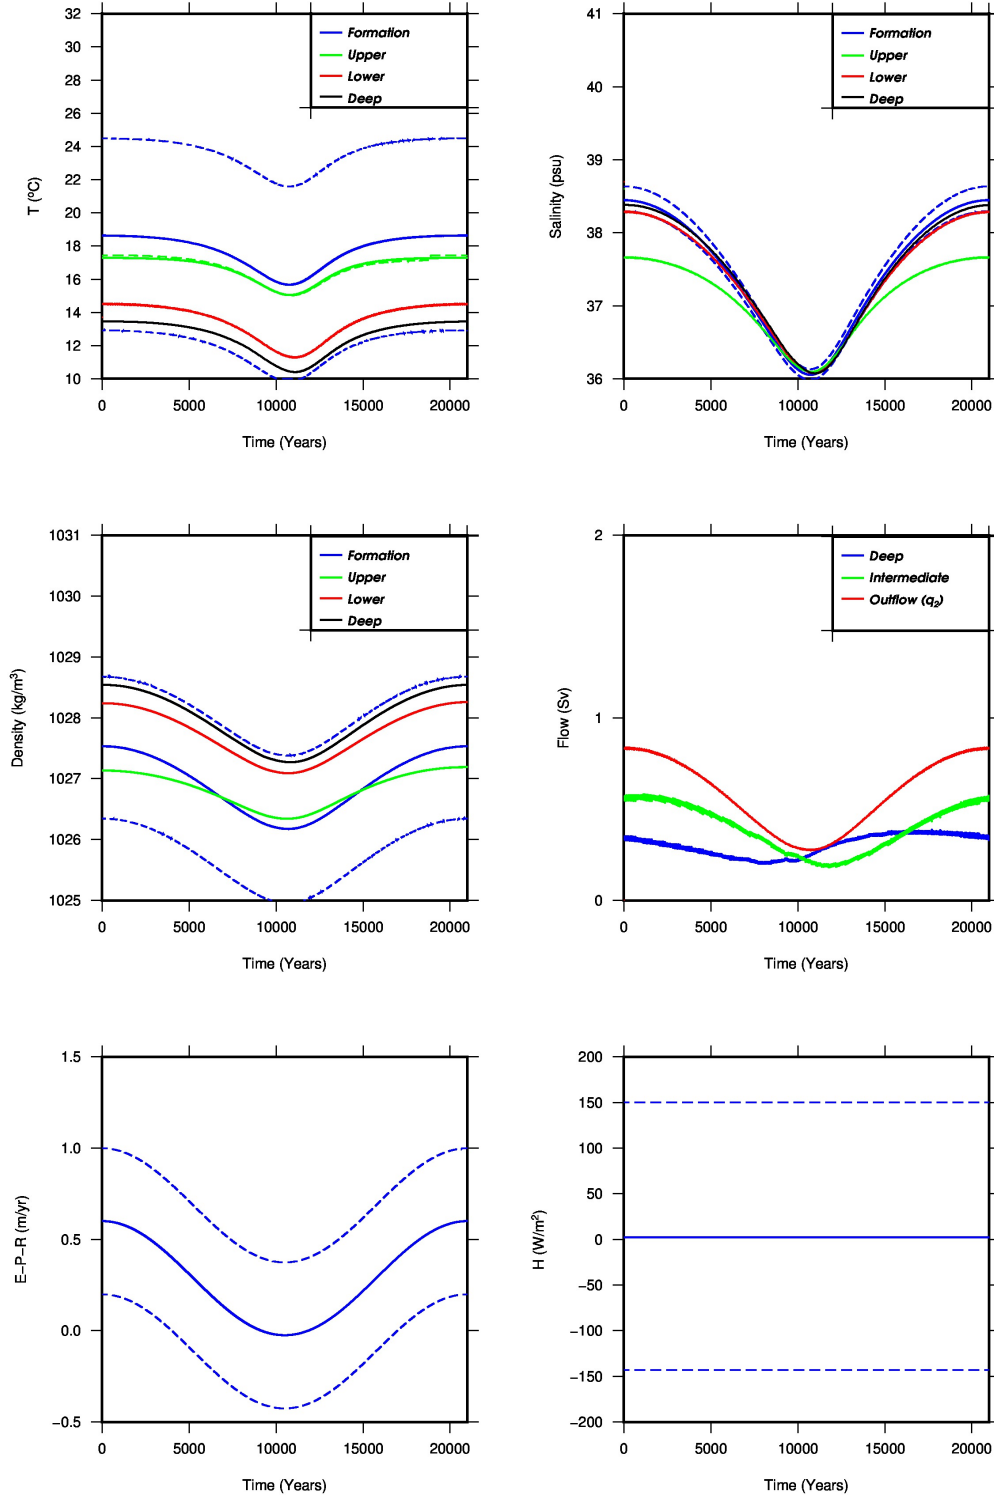 32
30
28
26
24
22
20
18
16
14
12
10
T (ºC)
0 5000 10000 15000 20000
Time (Years)
Formation
Upper
Lower
Deep
41
40
39
38
37
36
Salinity (psu)
0 5000 10000 15000 20000
Time (Years)
Formation
Upper
Lower
Deep
1031
1030
1029
1028
1027
1026
1025
Density (kg/m³)
0 5000 10000 15000 20000
Time (Years)
Formation
Upper
Lower
Deep
2
1
0
Flow (Sv)
0 5000 10000 15000 20000
Time (Years)
Deep
Intermediate
Outflow (q₂)
1.5
1.0
0.5
0.0
−0.5
E−P−R (m/yr)
0 5000 10000 15000 20000
Time (Years)
200
150
100
50
0
−50
−100
−150
−200
H (W/m²)
0 5000 10000 15000 20000
Time (Years)